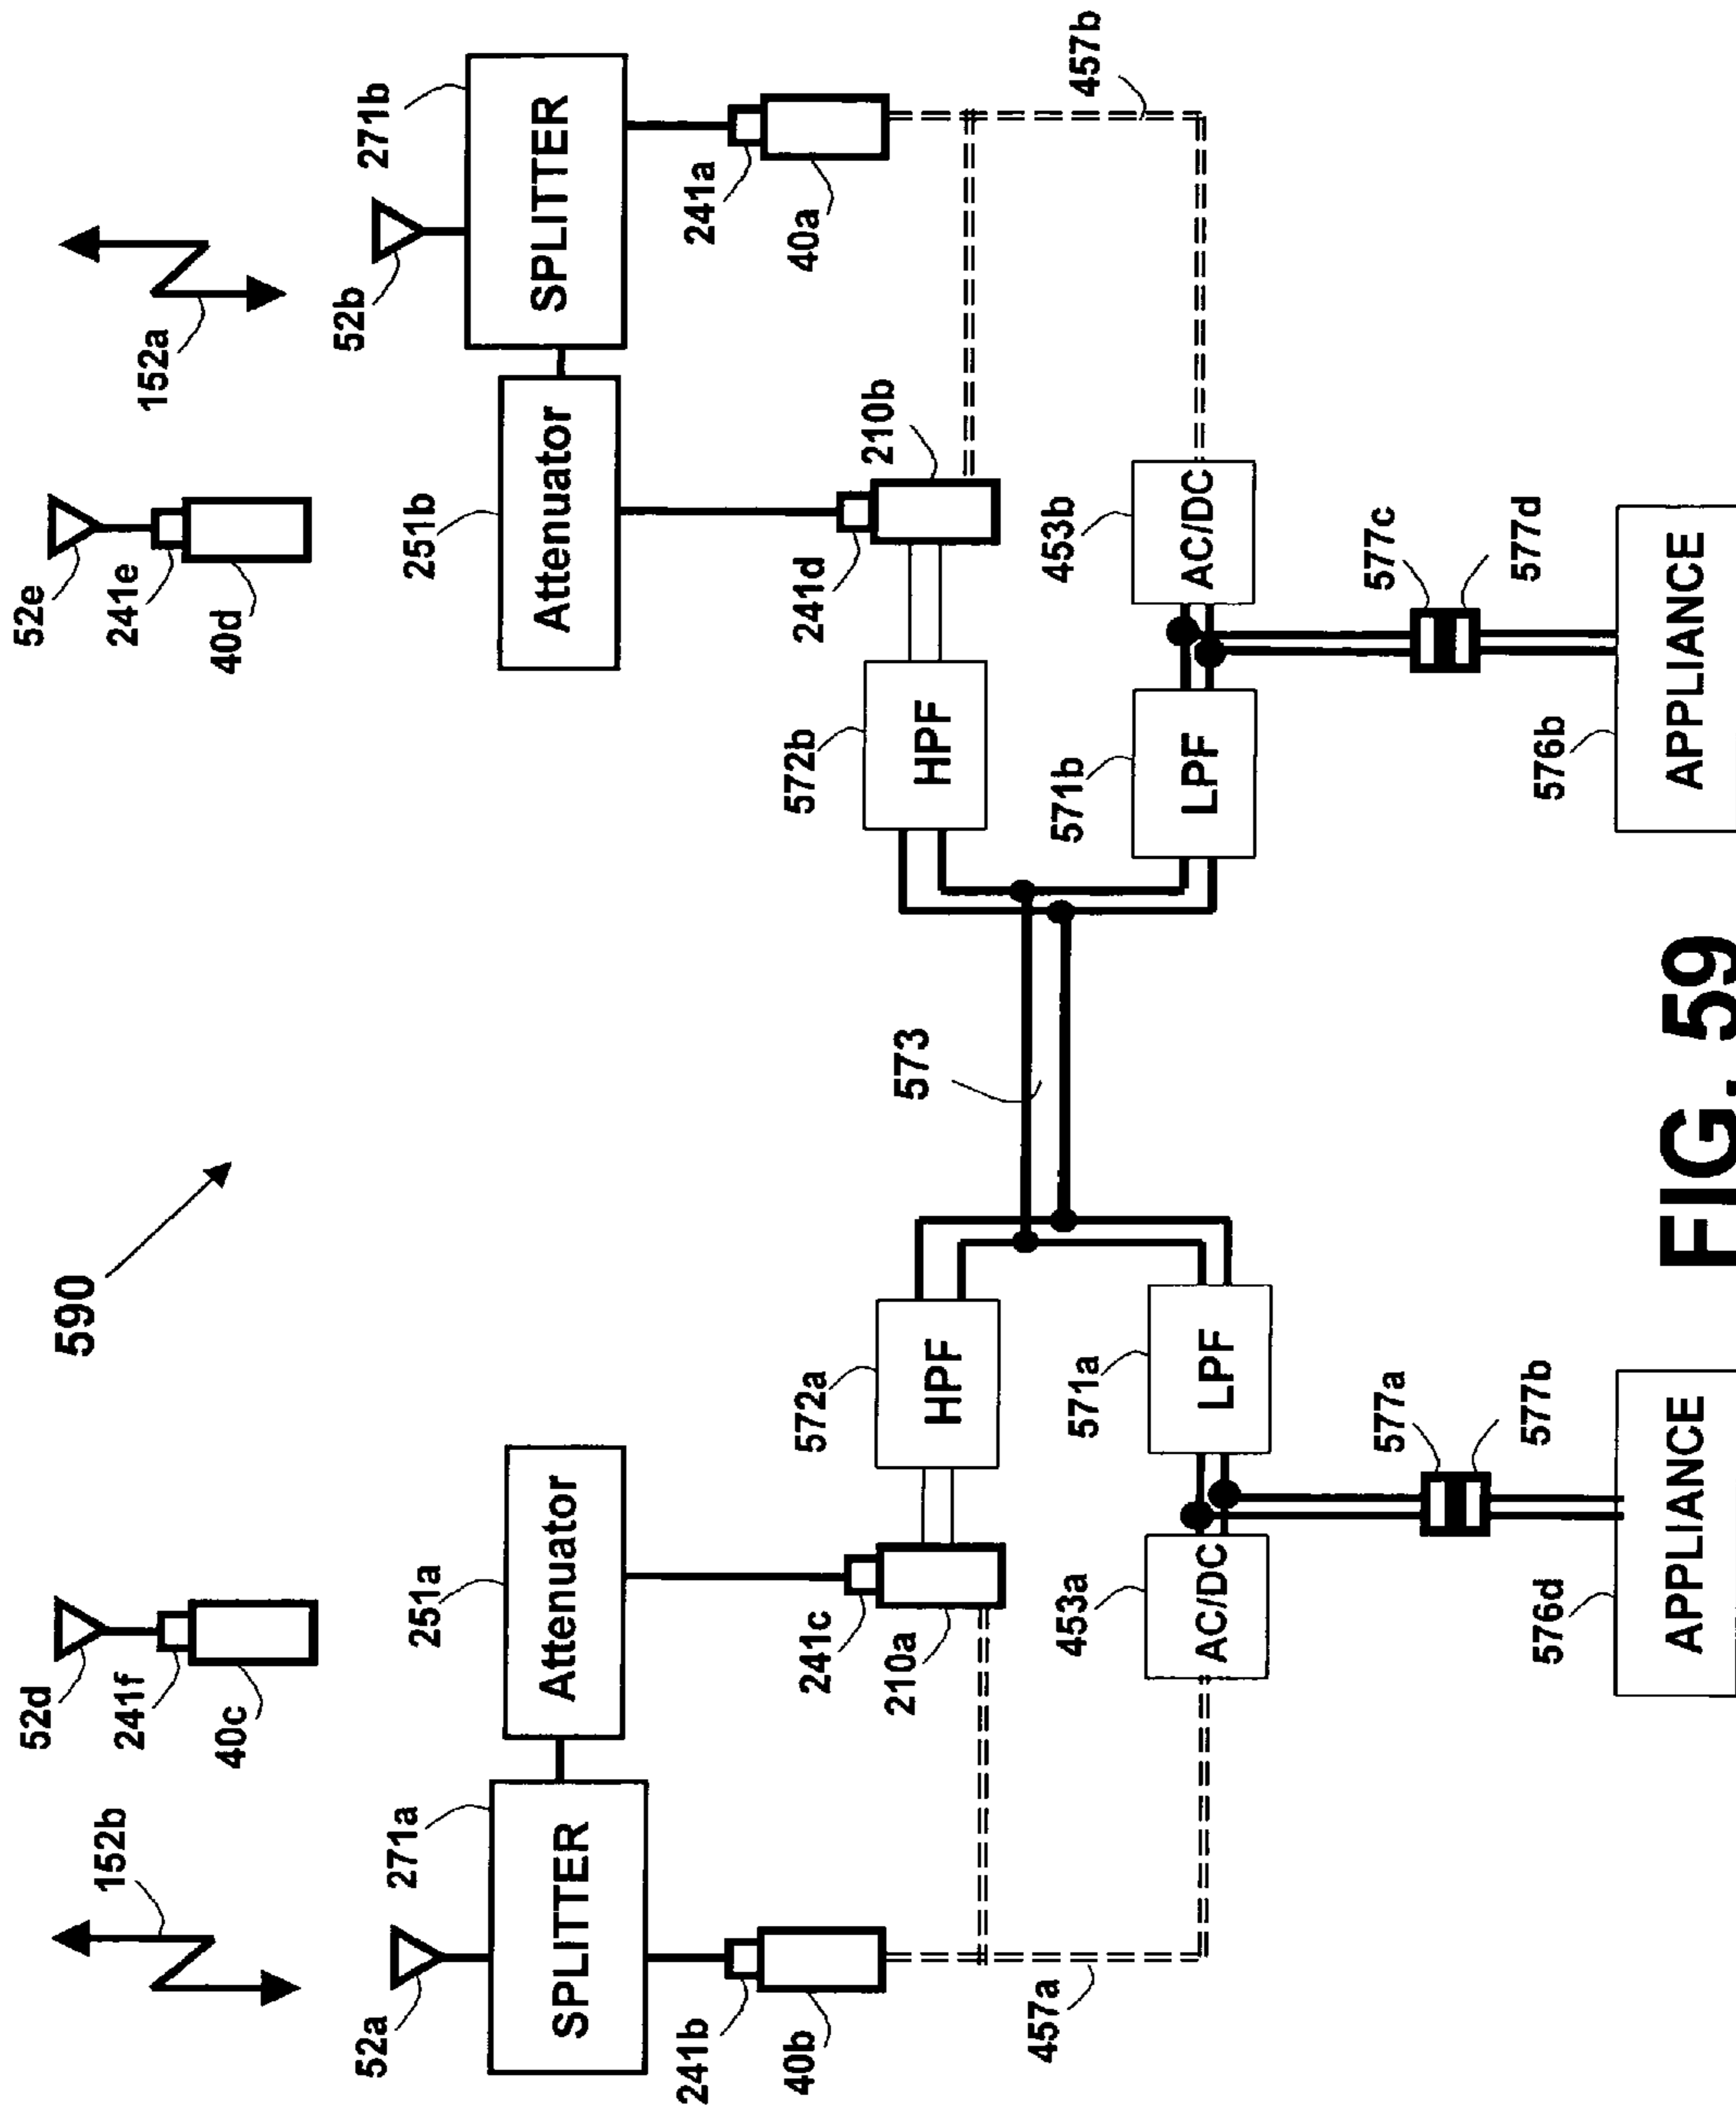 590
152b
52d
241f
40c
52e
241e
40d
152a
52a
271a
SPLITTER
241b
40b
457a
251a
Attenuator
241c
210a
572a
HPF
453a
AC/DC
571a
LPF
577a
577b
576d
APPLIANCE
573
52b
271b
SPLITTER
241a
40a
457b
251b
Attenuator
241d
210b
572b
HPF
453b
AC/DC
571b
LPF
577c
577d
576b
APPLIANCE
FIG. 59